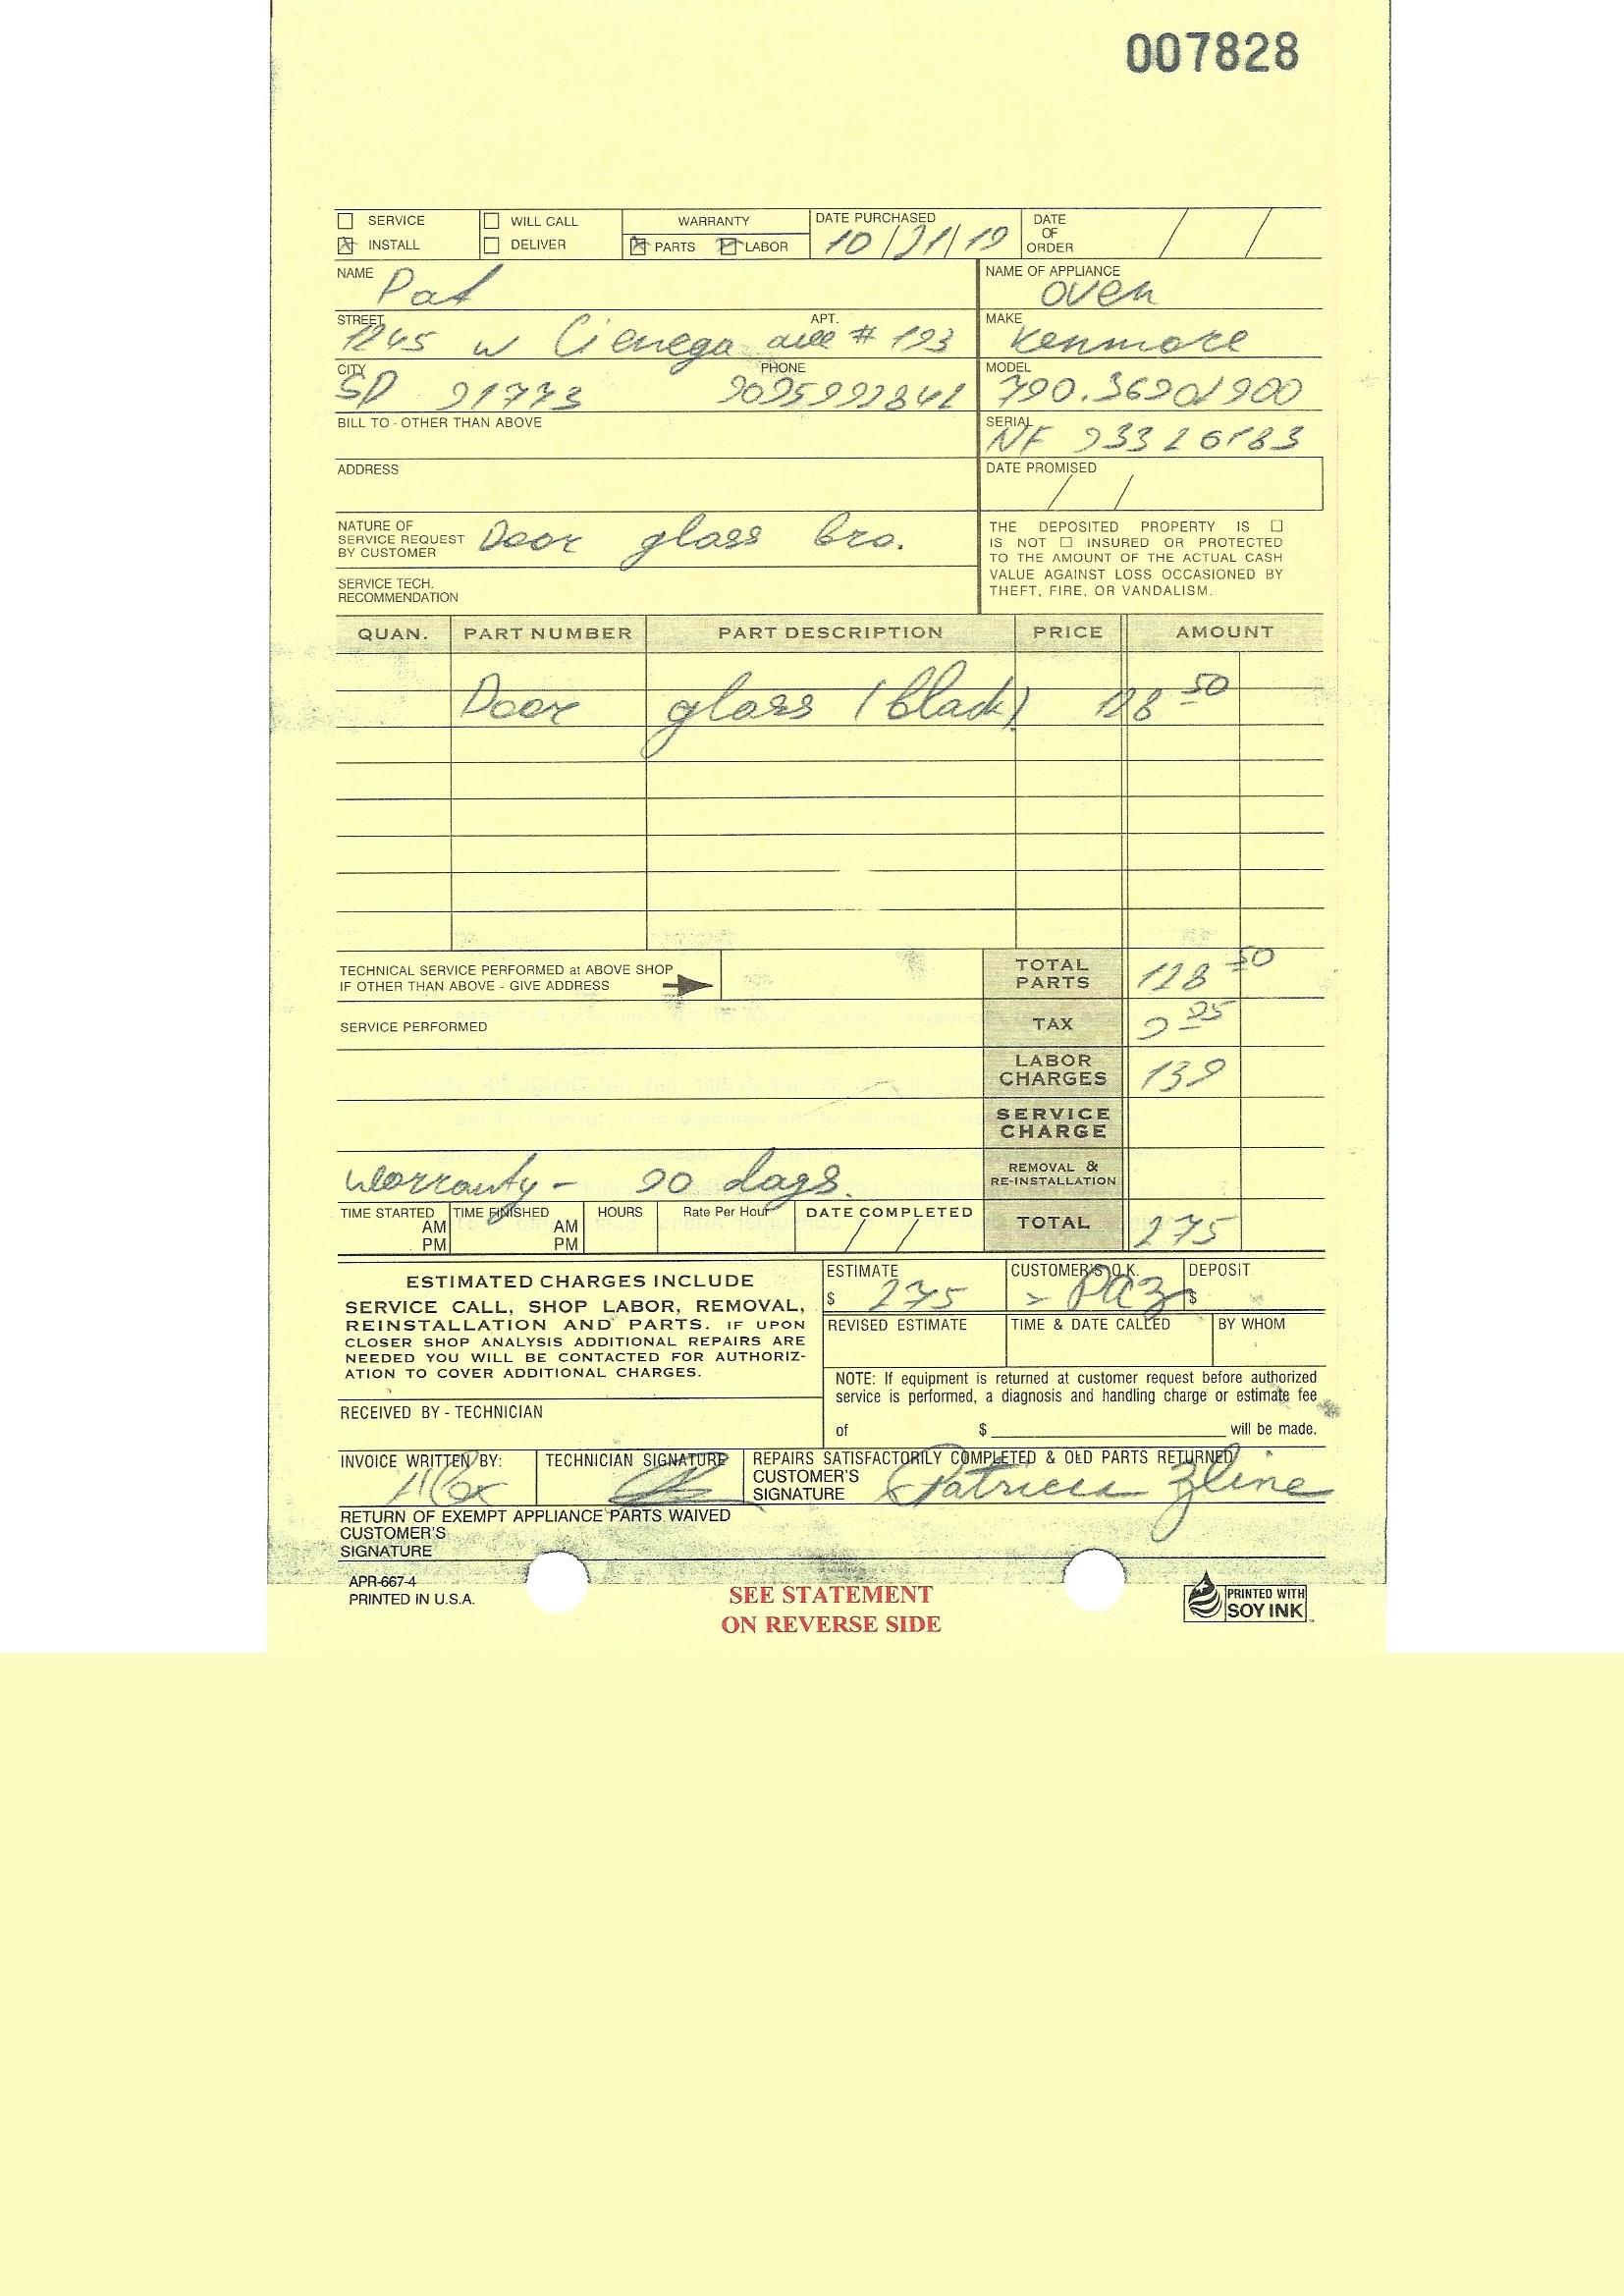 007828
SERVICE WILL CALL WARRANTY DATE PURCHASED DATE OF ORDER
INSTALL DELIVER PARTS LABOR 10/21/19 / /
NAME Pat NAME OF APPLIANCE oven
STREET 1245 w Cienega ave APT. # 193 MAKE Kenmore
CITY SD 91773 PHONE 9095992841 MODEL 790.36901900
BILL TO - OTHER THAN ABOVE SERIAL NF
ADDRESS DATE PROMISED / /
NATURE OF
SERVICE REQUEST
BY CUSTOMER Door glass bro.
SERVICE TECH.
RECOMMENDATION
THE DEPOSITED PROPERTY IS ☐
IS NOT ☐ INSURED OR PROTECTED
TO THE AMOUNT OF THE ACTUAL CASH
VALUE AGAINST LOSS OCCASIONED BY
THEFT, FIRE, OR VANDALISM.
QUAN. PART NUMBER PART DESCRIPTION PRICE AMOUNT
Door glass (black) 128 50
TECHNICAL SERVICE PERFORMED at ABOVE SHOP
IF OTHER THAN ABOVE - GIVE ADDRESS
TOTAL PARTS 128 50
SERVICE PERFORMED
TAX
LABOR CHARGES 139
SERVICE CHARGE
REMOVAL & RE-INSTALLATION
warranty - 90 days.
TIME STARTED AM PM TIME FINISHED AM PM HOURS Rate Per Hour DATE COMPLETED / / TOTAL 275
ESTIMATED CHARGES INCLUDE
SERVICE CALL, SHOP LABOR, REMOVAL,
REINSTALLATION AND PARTS. IF UPON
CLOSER SHOP ANALYSIS ADDITIONAL REPAIRS ARE
NEEDED YOU WILL BE CONTACTED FOR AUTHORIZ-
ATION TO COVER ADDITIONAL CHARGES.
ESTIMATE $ 275 CUSTOMER'S O.K. PAZ DEPOSIT $
REVISED ESTIMATE TIME & DATE CALLED BY WHOM
NOTE: If equipment is returned at customer request before authorized
service is performed, a diagnosis and handling charge or estimate fee
of $ will be made.
RECEIVED BY - TECHNICIAN
INVOICE WRITTEN BY: Alex TECHNICIAN SIGNATURE REPAIRS SATISFACTORILY COMPLETED & OLD PARTS RETURNED
CUSTOMER'S
SIGNATURE Patricia Zline
RETURN OF EXEMPT APPLIANCE PARTS WAIVED
CUSTOMER'S
SIGNATURE
APR-667-4
PRINTED IN U.S.A.
SEE STATEMENT
ON REVERSE SIDE
PRINTED WITH
SOY INK